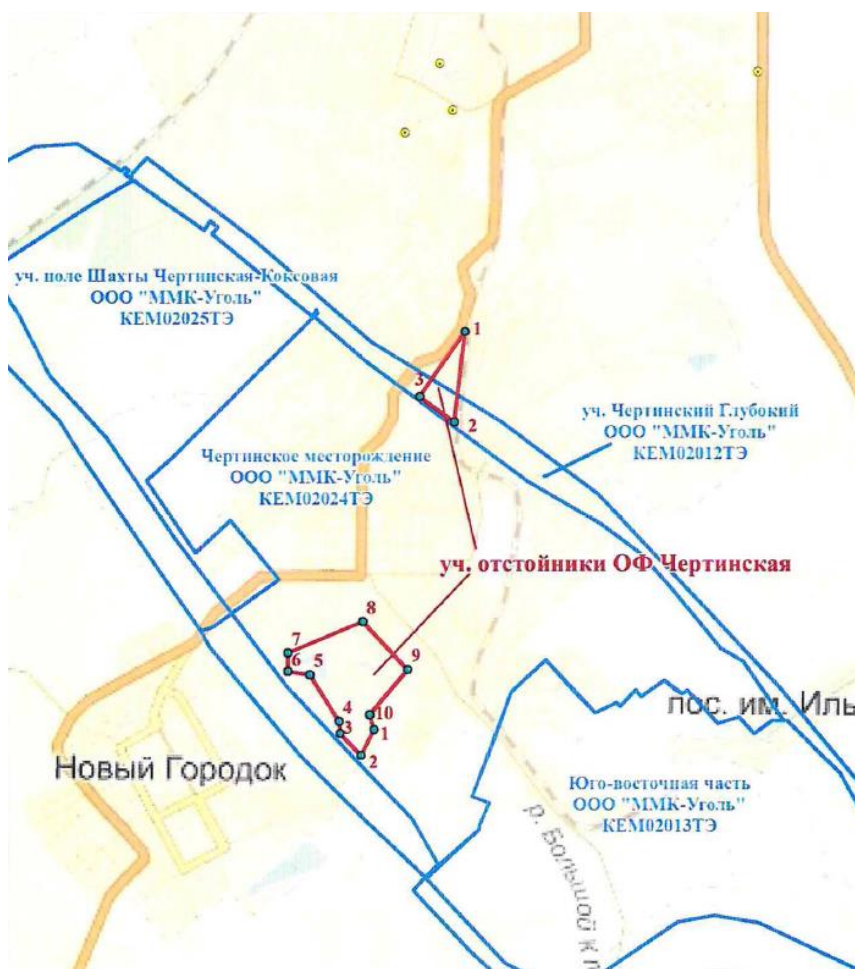 уч. поле Шахты Чертинская-Коксовая
ООО "ММК-Уголь"
КЕМ02025ТЭ
1
3
2
уч. Чертинский Глубокий
ООО "ММК-Уголь"
КЕМ02012ТЭ
Чертинское месторождение
ООО "ММК-Уголь"
КЕМ02024ТЭ
уч. отстойники ОФ Чертинская
8
7
6
5
9
4
10
3
1
2
пос. им. Иль
Новый Городок
Юго-восточная часть
ООО "ММК-Уголь"
КЕМ02013ТЭ
р. Большой К